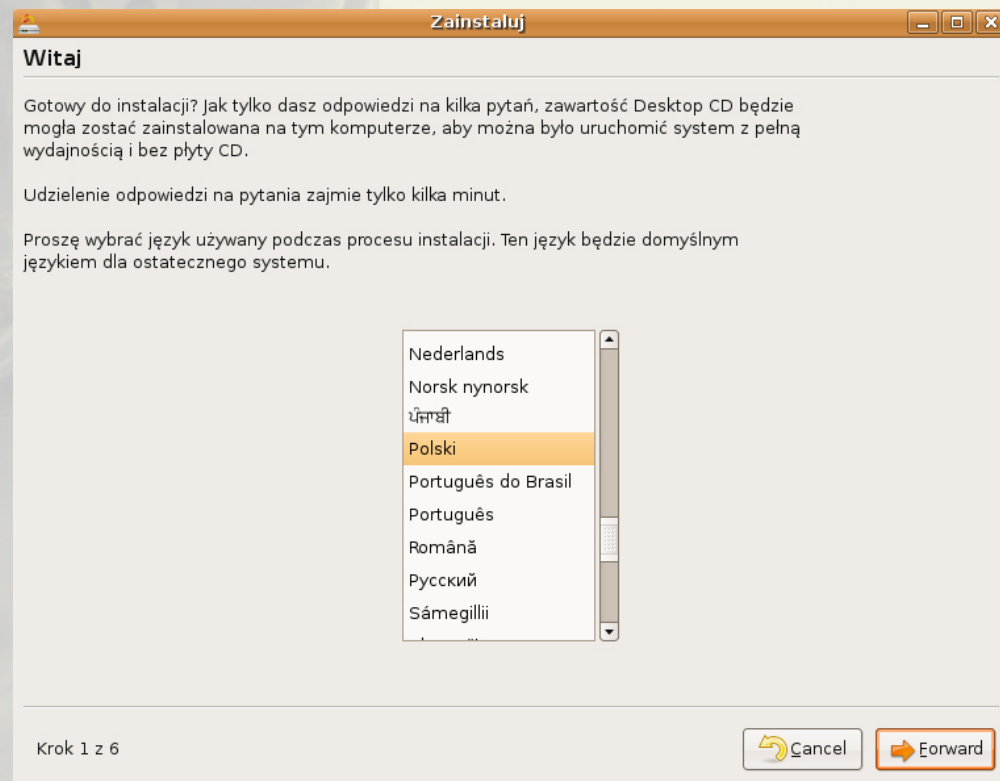 Zainstaluj
Witaj
Gotowy do instalacji? Jak tylko dasz odpowiedzi na kilka pytań, zawartość Desktop CD będzie
mogła zostać zainstalowana na tym komputerze, aby można było uruchomić system z pełną
wydajnością i bez płyty CD.
Udzielenie odpowiedzi na pytania zajmie tylko kilka minut.
Proszę wybrać język używany podczas procesu instalacji. Ten język będzie domyślnym
językiem dla ostatecznego systemu.
Nederlands
Norsk nynorsk
ਪੰਜਾਬੀ
Polski
Português do Brasil
Português
Română
Русский
Sámegillii
Krok 1 z 6
Cancel
Forward